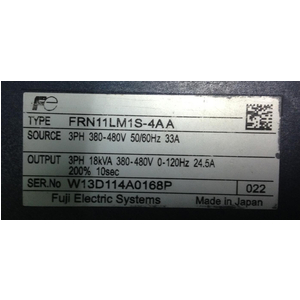 Fe
TYPE FRN11LM1S-4AA
SOURCE 3PH 380-480V 50/60Hz 33A
OUTPUT 3PH 18kVA 380-480V 0-120Hz 24.5A
200% 10sec
SER.No W13D114A0168P 022
Fuji Electric Systems Made in Japan